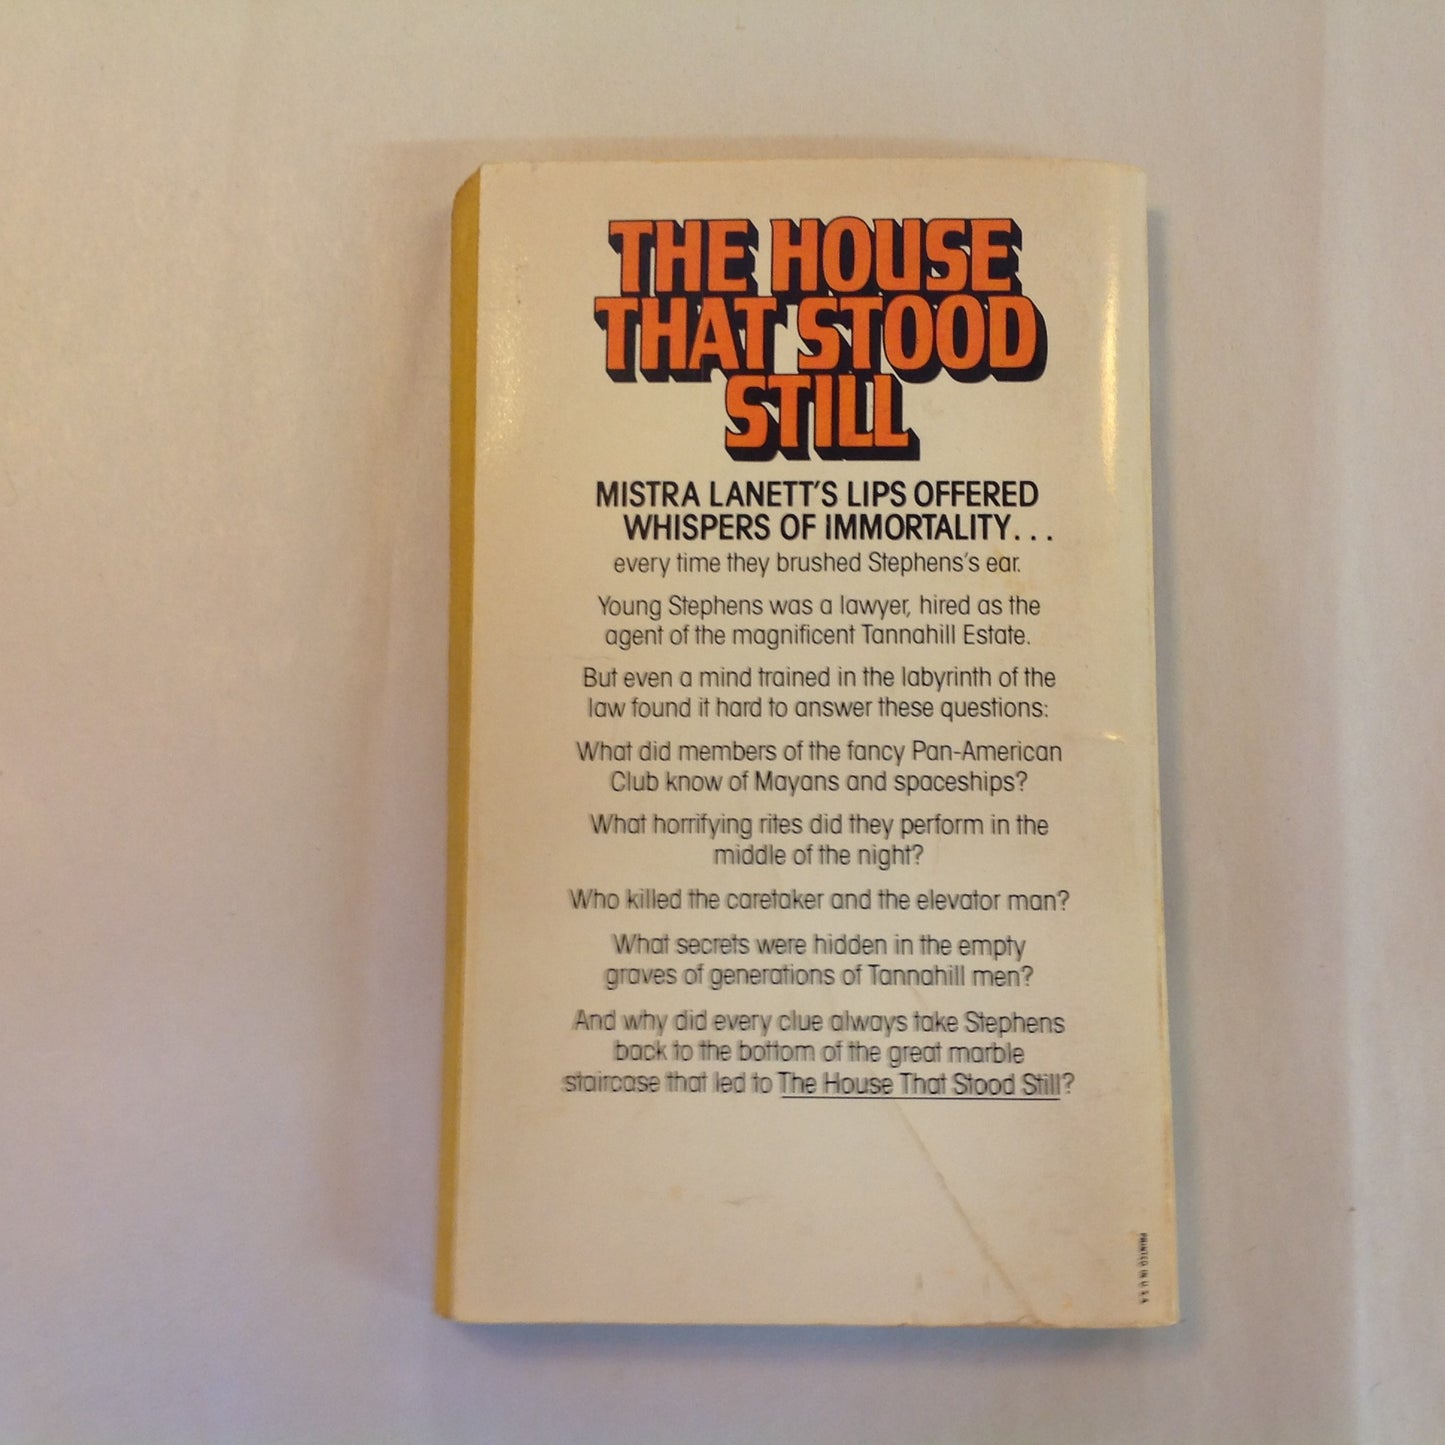 THE HOUSE
THAT STOOD
STILL
MISTRA LANETT'S LIPS OFFERED
WHISPERS OF IMMORTALITY...
every time they brushed Stephens's ear.
Young Stephens was a lawyer, hired as the
agent of the magnificent Tannahill Estate.
But even a mind trained in the labyrinth of the
law found it hard to answer these questions:
What did members of the fancy Pan-American
Club know of Mayans and spaceships?
What horrifying rites did they perform in the
middle of the night?
Who killed the caretaker and the elevator man?
What secrets were hidden in the empty
graves of generations of Tannahill men?
And why did every clue always take Stephens
back to the bottom of the great marble
staircase that led to The House That Stood Still?
PRINTED IN U.S.A.